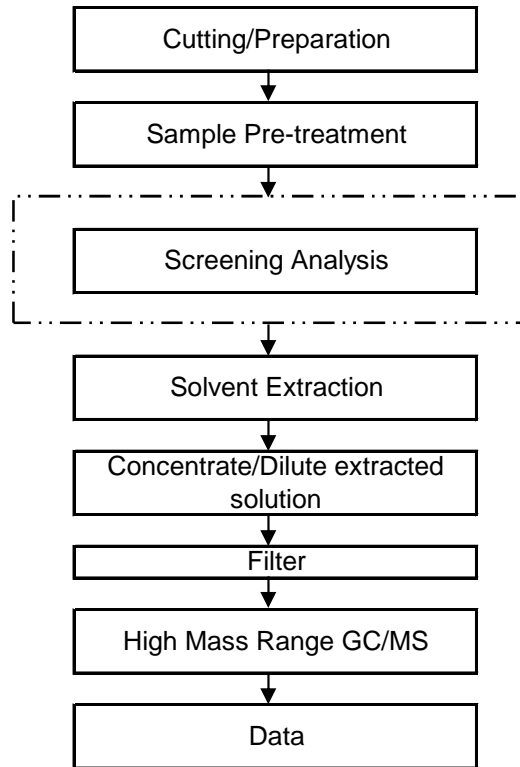 Cutting/Preparation
Sample Pre-treatment
Screening Analysis
Solvent Extraction
Concentrate/Dilute extracted
solution
Filter
High Mass Range GC/MS
Data